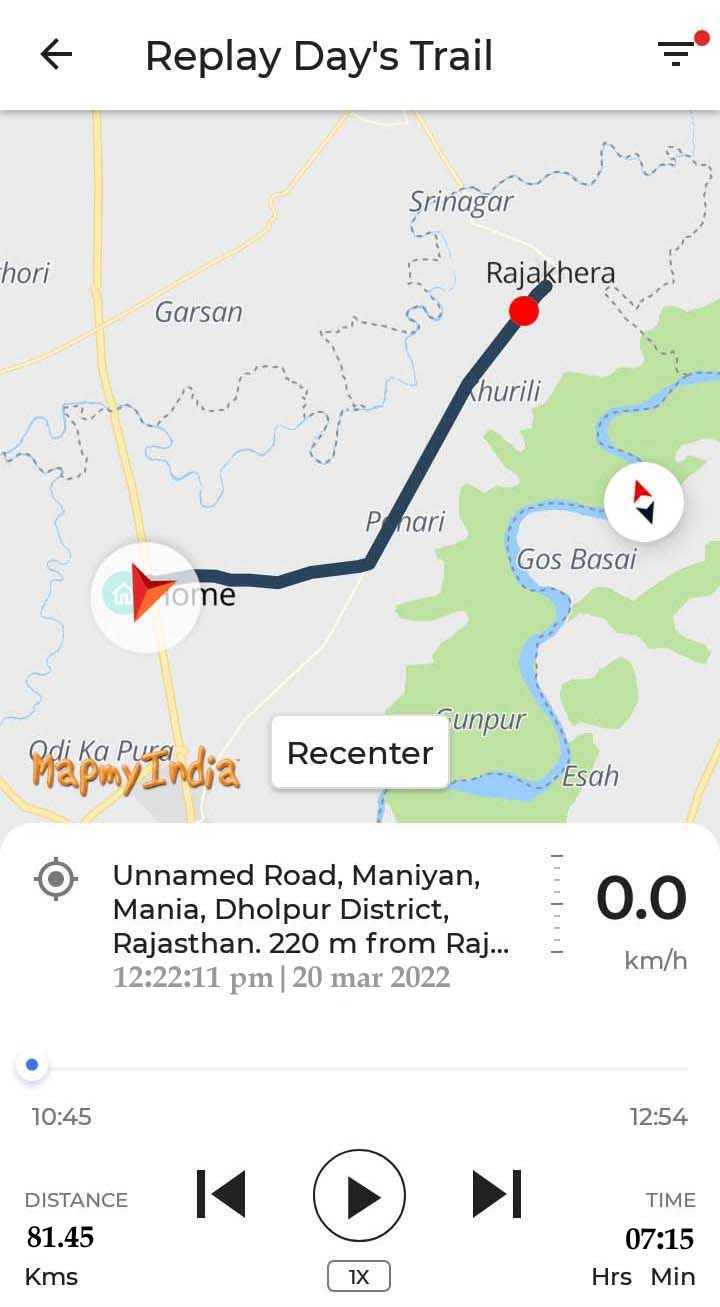 Replay Day's Trail
Srinagar
hori
Rajakhera
Garsan
Khurili
Pahari
Gos Basai
Home
Gunpur
Odi Ka Pura
MapmyIndia
Recenter
Esah
Unnamed Road, Maniyan,
Mania, Dholpur District,
Rajasthan. 220 m from Raj...
12:22:11 pm | 20 mar 2022
0.0
km/h
10:45
12:54
DISTANCE
TIME
81.45
07:15
Kms
1X
Hrs Min